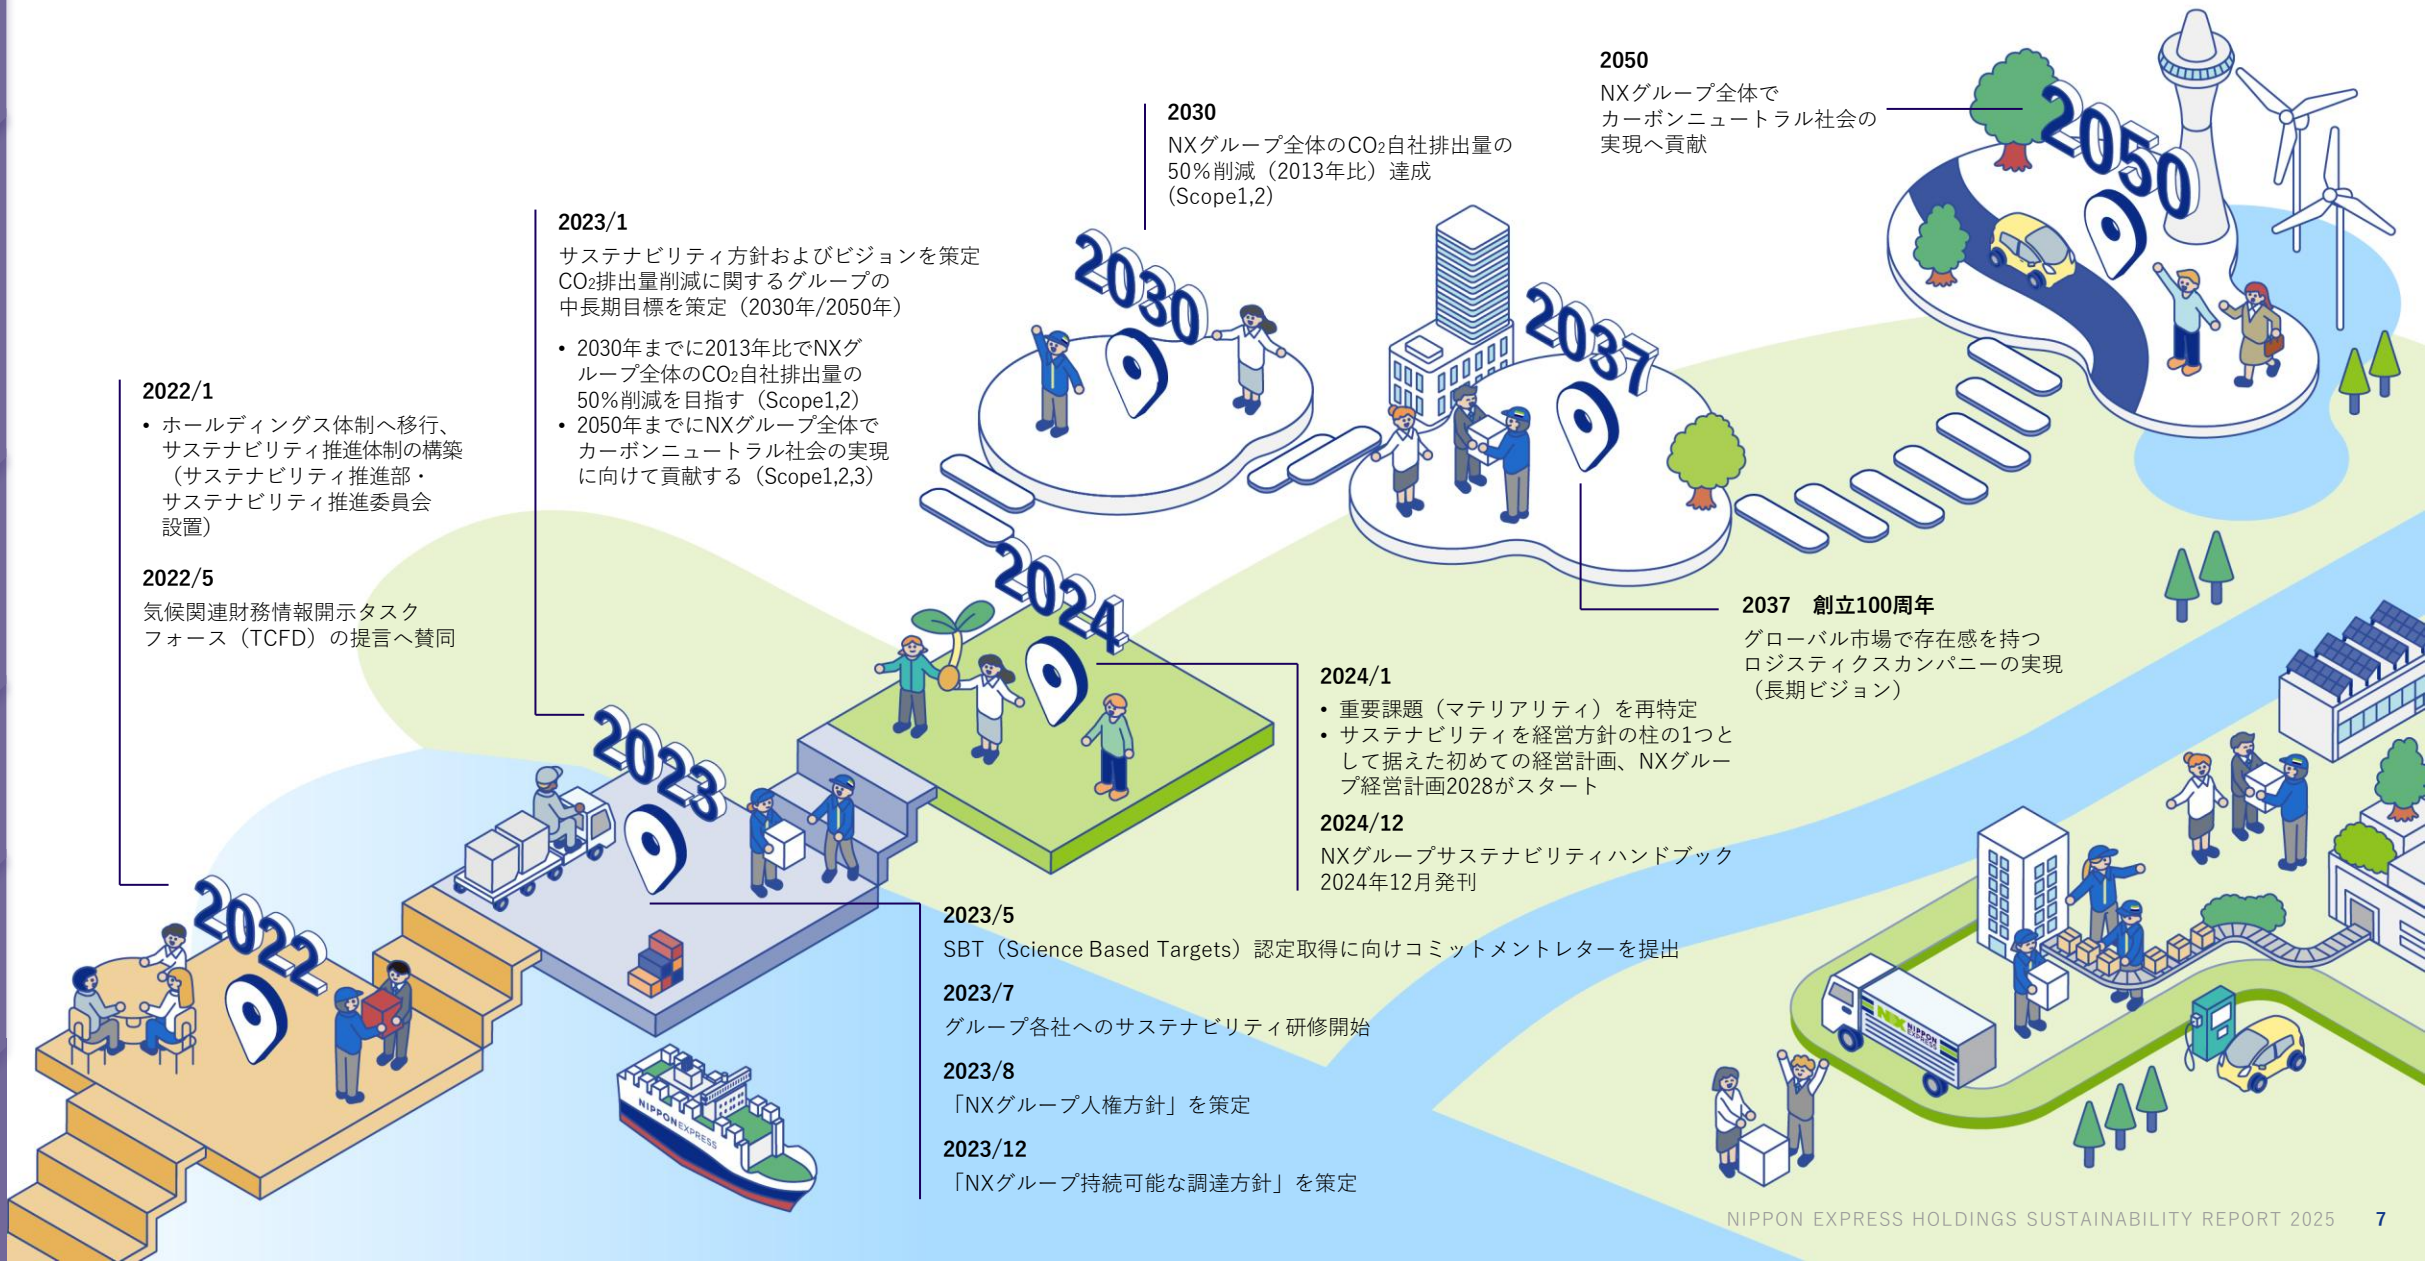 2022/1
• ホールディングス体制へ移行、
サステナビリティ推進体制の構築
（サステナビリティ推進部・
サステナビリティ推進委員会
設置）
2022/5
気候関連財務情報開示タスク
フォース（TCFD）の提言へ賛同
2022
2023/1
サステナビリティ方針およびビジョンを策定
CO₂排出量削減に関するグループの
中長期目標を策定（2030年/2050年）
• 2030年までに2013年比でNXグ
ループ全体のCO₂自社排出量の
50%削減を目指す（Scope1,2）
• 2050年までにNXグループ全体で
カーボンニュートラル社会の実現
に向けて貢献する（Scope1,2,3）
2023
2023/5
SBT（Science Based Targets）認定取得に向けコミットメントレターを提出
2023/7
グループ各社へのサステナビリティ研修開始
2023/8
「NXグループ人権方針」を策定
2023/12
「NXグループ持続可能な調達方針」を策定
2024
2024/1
• 重要課題（マテリアリティ）を再特定
• サステナビリティを経営方針の柱の1つと
して据えた初めての経営計画、NXグルー
プ経営計画2028がスタート
2024/12
NXグループサステナビリティハンドブック
2024年12月発刊
2030
NXグループ全体のCO₂自社排出量の
50%削減（2013年比）達成
(Scope1,2)
2030
2037
2037　創立100周年
グローバル市場で存在感を持つ
ロジスティクスカンパニーの実現
（長期ビジョン）
2050
NXグループ全体で
カーボンニュートラル社会の
実現へ貢献
2050
NIPPON EXPRESS
NX NIPPON
EXPRESS
NIPPON EXPRESS HOLDINGS SUSTAINABILITY REPORT 2025 7